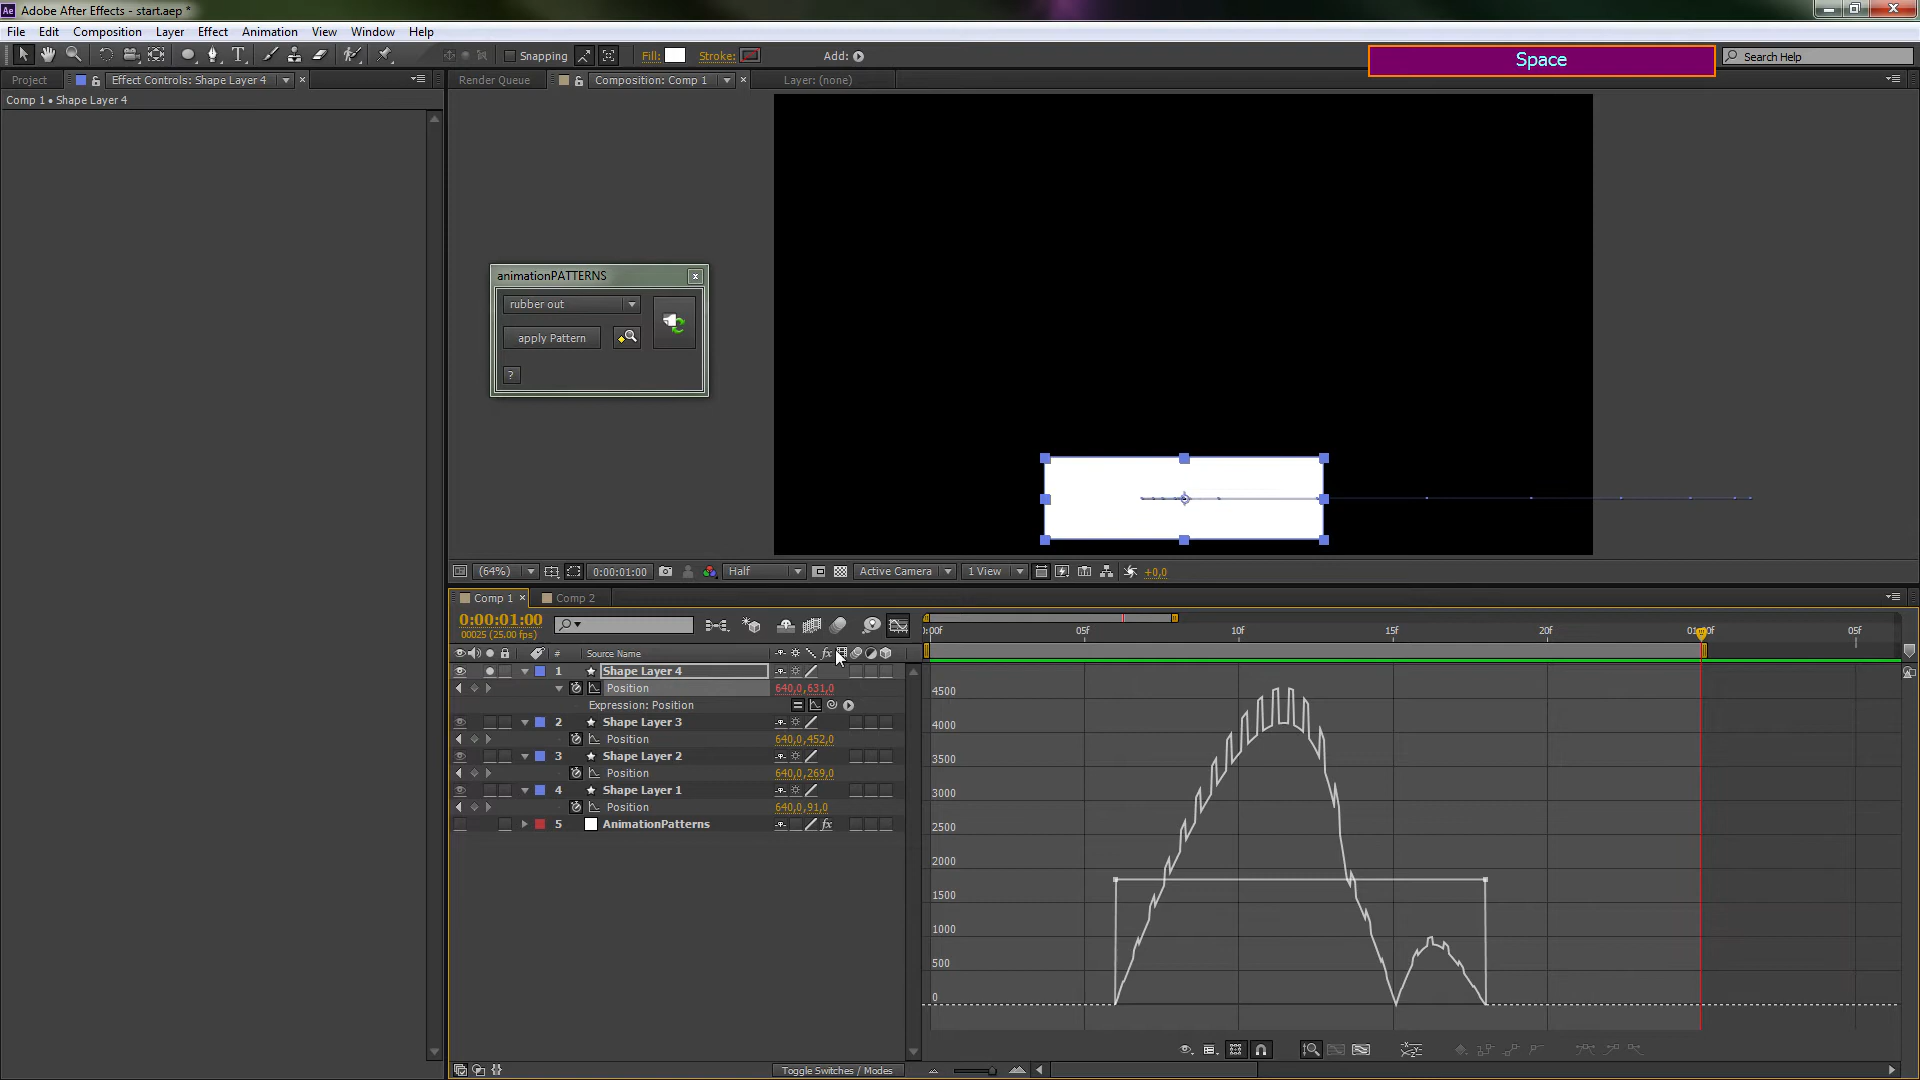 Adobe After Effects - start.aep *
File Edit Composition Layer Effect Animation View Window Help
Snapping Fill: Stroke: Add:
Space
Search Help
Project Effect Controls: Shape Layer 4
Render Queue Composition: Comp 1 Layer: (none)
Comp 1 • Shape Layer 4
animationPATTERNS
rubber out
apply Pattern
?
(64%) 0:00:01:00 Half Active Camera 1 View +0,0
Comp 1 Comp 2
0:00:01:00
00025 (25.00 fps)
:00f 05f 10f 15f 20f 01:00f 05f
# Source Name
1 Shape Layer 4
Position 640,0,631,0
Expression: Position
2 Shape Layer 3
Position 640,0,452,0
3 Shape Layer 2
Position 640,0,269,0
4 Shape Layer 1
Position 640,0,91,0
5 AnimationPatterns
4500
4000
3500
3000
2500
2000
1500
1000
500
0
Toggle Switches / Modes